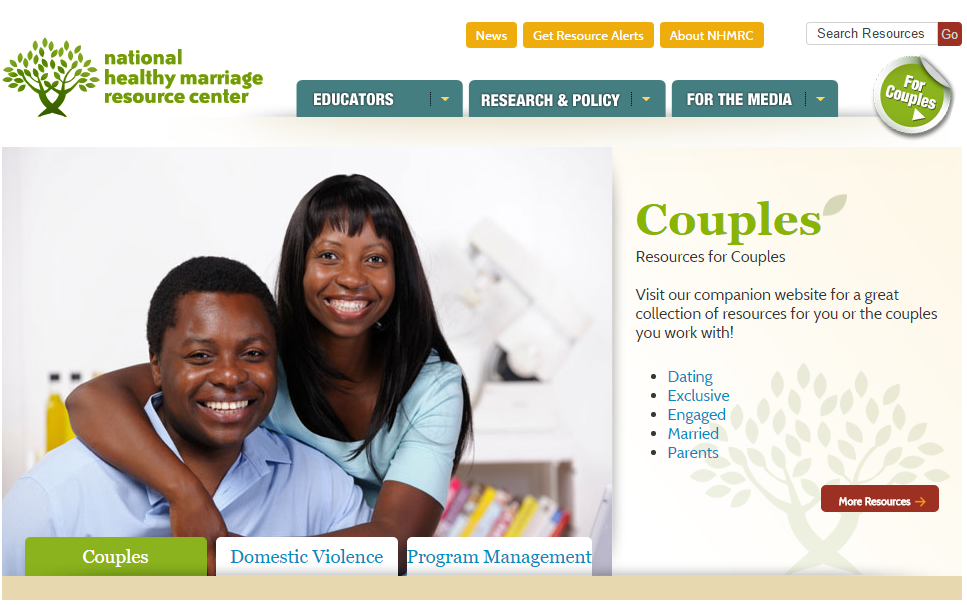 News
Get Resource Alerts
About NHMRC
Search Resources
Go
national
healthy marriage
resource center
EDUCATORS
RESEARCH & POLICY
FOR THE MEDIA
For
Couples
Couples
Resources for Couples
Visit our companion website for a great
collection of resources for you or the couples
you work with!
Dating
Exclusive
Engaged
Married
Parents
More Resources →
Couples
Domestic Violence
Program Management